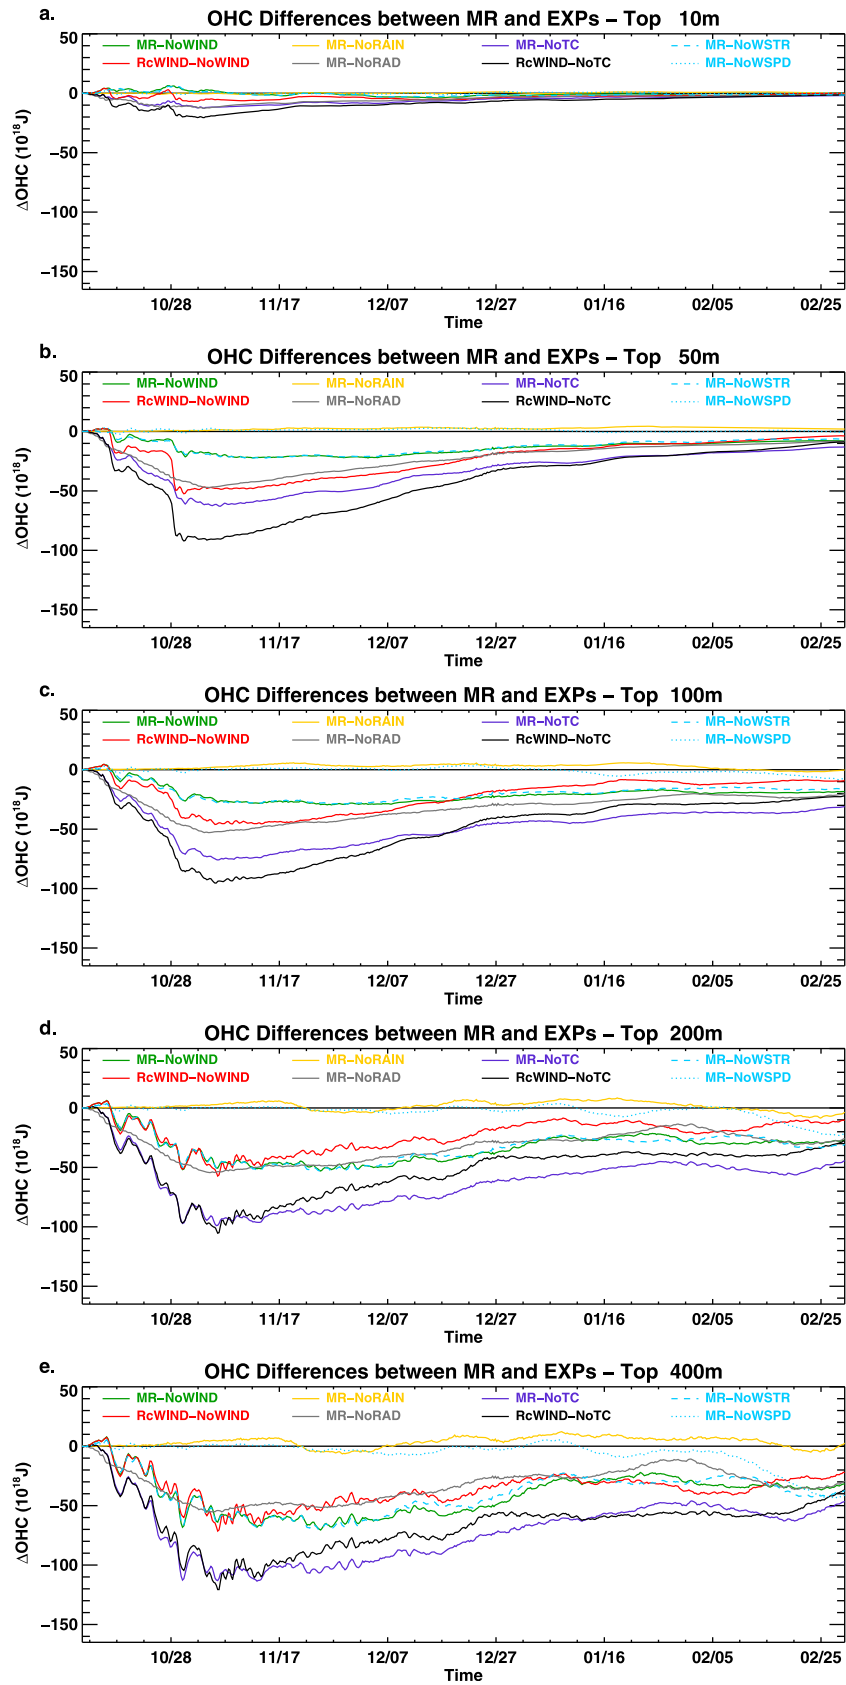 a.
OHC Differences between MR and EXPs – Top 10m
MR–NoWIND MR–NoRAIN MR–NoTC MR–NoWSTR
RcWIND–NoWIND MR–NoRAD RcWIND–NoTC MR–NoWSPD
ΔOHC (10¹⁸J)
50
0
−50
−100
−150
10/28 11/17 12/07 12/27 01/16 02/05 02/25
Time
b.
OHC Differences between MR and EXPs – Top 50m
MR–NoWIND MR–NoRAIN MR–NoTC MR–NoWSTR
RcWIND–NoWIND MR–NoRAD RcWIND–NoTC MR–NoWSPD
ΔOHC (10¹⁸J)
50
0
−50
−100
−150
10/28 11/17 12/07 12/27 01/16 02/05 02/25
Time
c.
OHC Differences between MR and EXPs – Top 100m
MR–NoWIND MR–NoRAIN MR–NoTC MR–NoWSTR
RcWIND–NoWIND MR–NoRAD RcWIND–NoTC MR–NoWSPD
ΔOHC (10¹⁸J)
50
0
−50
−100
−150
10/28 11/17 12/07 12/27 01/16 02/05 02/25
Time
d.
OHC Differences between MR and EXPs – Top 200m
MR–NoWIND MR–NoRAIN MR–NoTC MR–NoWSTR
RcWIND–NoWIND MR–NoRAD RcWIND–NoTC MR–NoWSPD
ΔOHC (10¹⁸J)
50
0
−50
−100
−150
10/28 11/17 12/07 12/27 01/16 02/05 02/25
Time
e.
OHC Differences between MR and EXPs – Top 400m
MR–NoWIND MR–NoRAIN MR–NoTC MR–NoWSTR
RcWIND–NoWIND MR–NoRAD RcWIND–NoTC MR–NoWSPD
ΔOHC (10¹⁸J)
50
0
−50
−100
−150
10/28 11/17 12/07 12/27 01/16 02/05 02/25
Time